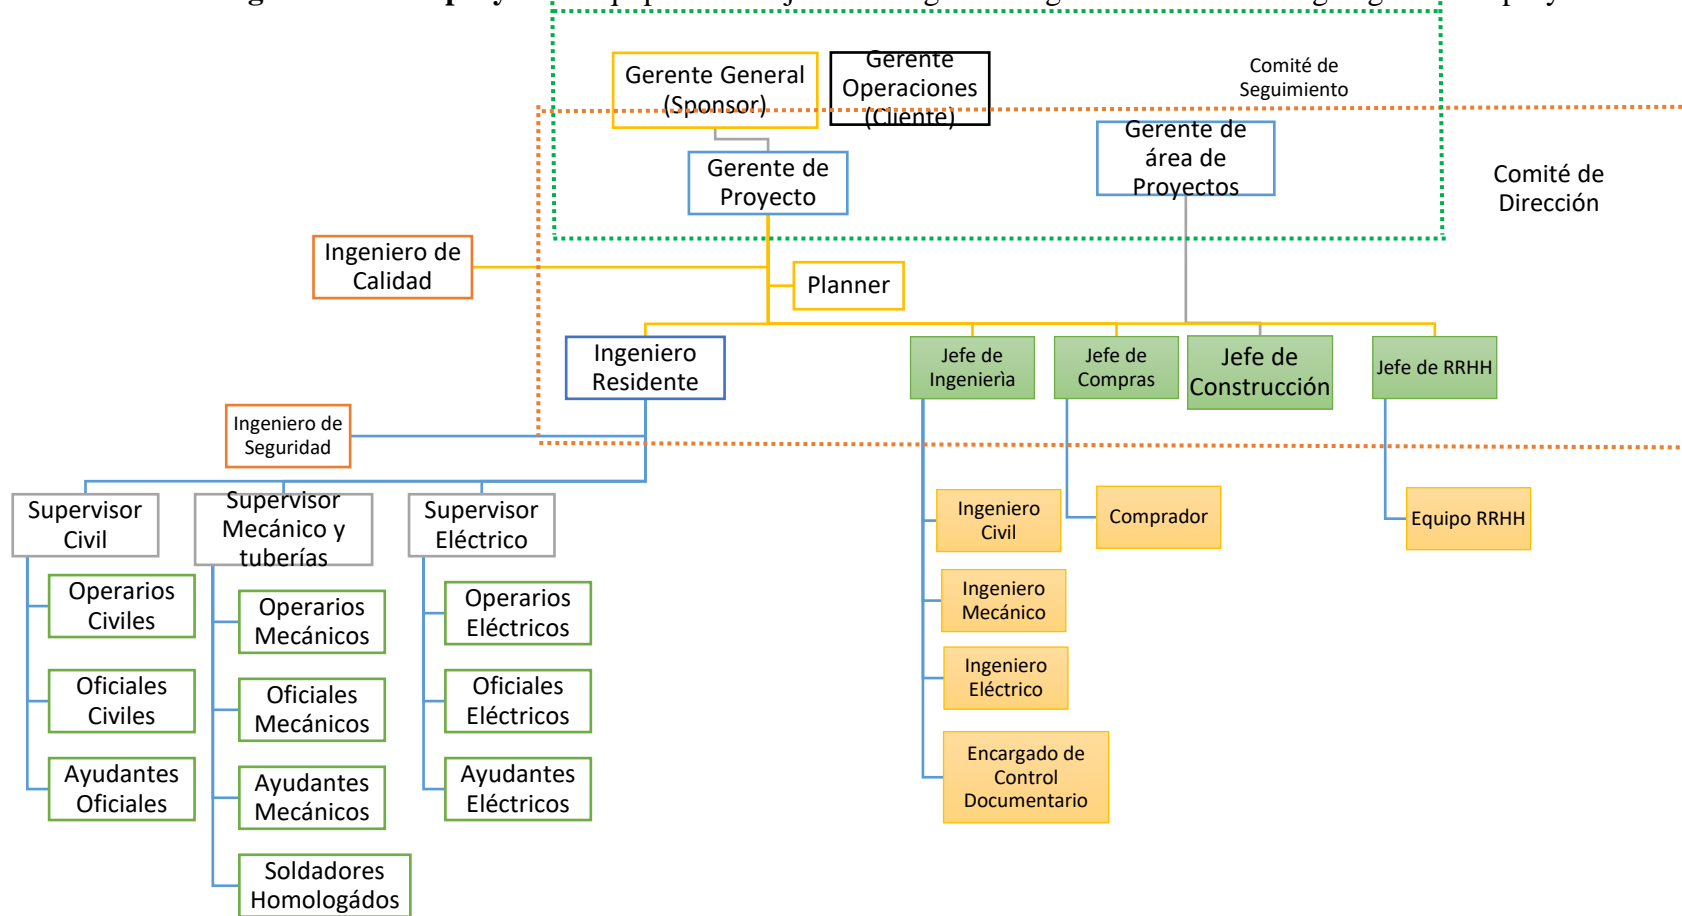 Gerente General
(Sponsor)
Gerente
Operaciones
(Cliente)
Comité de
Seguimiento
Gerente de
Proyecto
Gerente de
área de
Proyectos
Comité de
Dirección
Ingeniero de
Calidad
Planner
Ingeniero
Residente
Jefe de
Ingenierìa
Jefe de
Compras
Jefe de
Construcción
Jefe de RRHH
Ingeniero de
Seguridad
Supervisor
Civil
Supervisor
Mecánico y
tuberías
Supervisor
Eléctrico
Ingeniero
Civil
Comprador
Equipo RRHH
Operarios
Civiles
Operarios
Mecánicos
Operarios
Eléctricos
Ingeniero
Mecánico
Oficiales
Civiles
Oficiales
Mecánicos
Oficiales
Eléctricos
Ingeniero
Eléctrico
Ayudantes
Oficiales
Ayudantes
Mecánicos
Ayudantes
Eléctricos
Encargado de
Control
Documentario
Soldadores
Homologádos